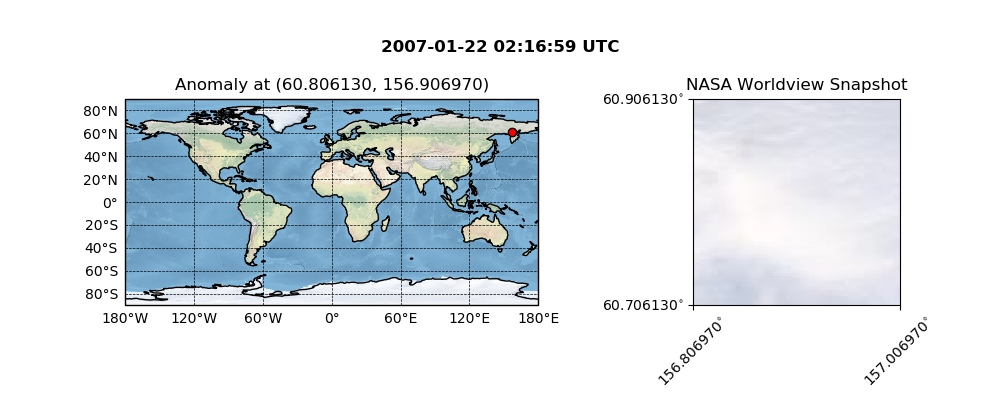 2007-01-22 02:16:59 UTC
Anomaly at (60.806130, 156.906970)
NASA Worldview Snapshot
80°N
60°N
40°N
20°N
0°
20°S
40°S
60°S
80°S
180°W 120°W 60°W 0° 60°E 120°E 180°E
60.906130°
60.706130°
156.806970°
157.006970°